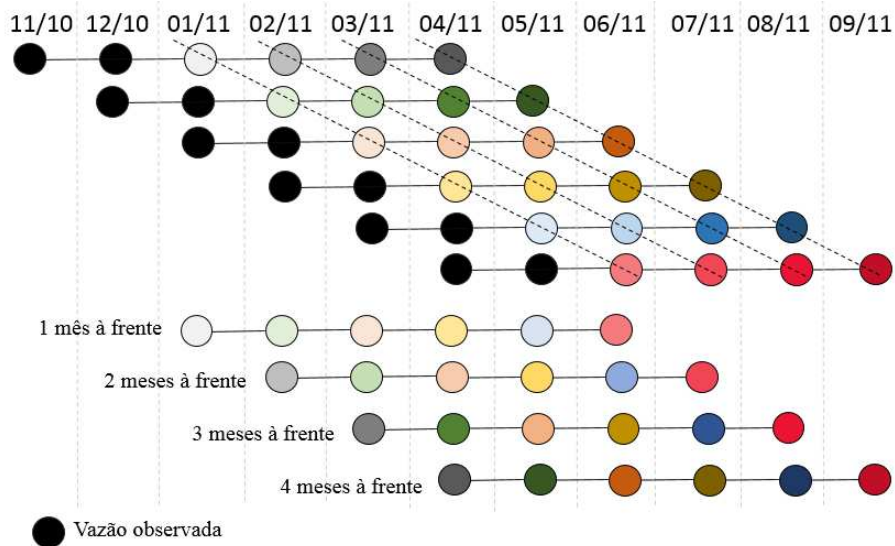 11/10 12/10 01/11 02/11 03/11 04/11 05/11 06/11 07/11 08/11 09/11
1 mês à frente
2 meses à frente
3 meses à frente
4 meses à frente
Vazão observada